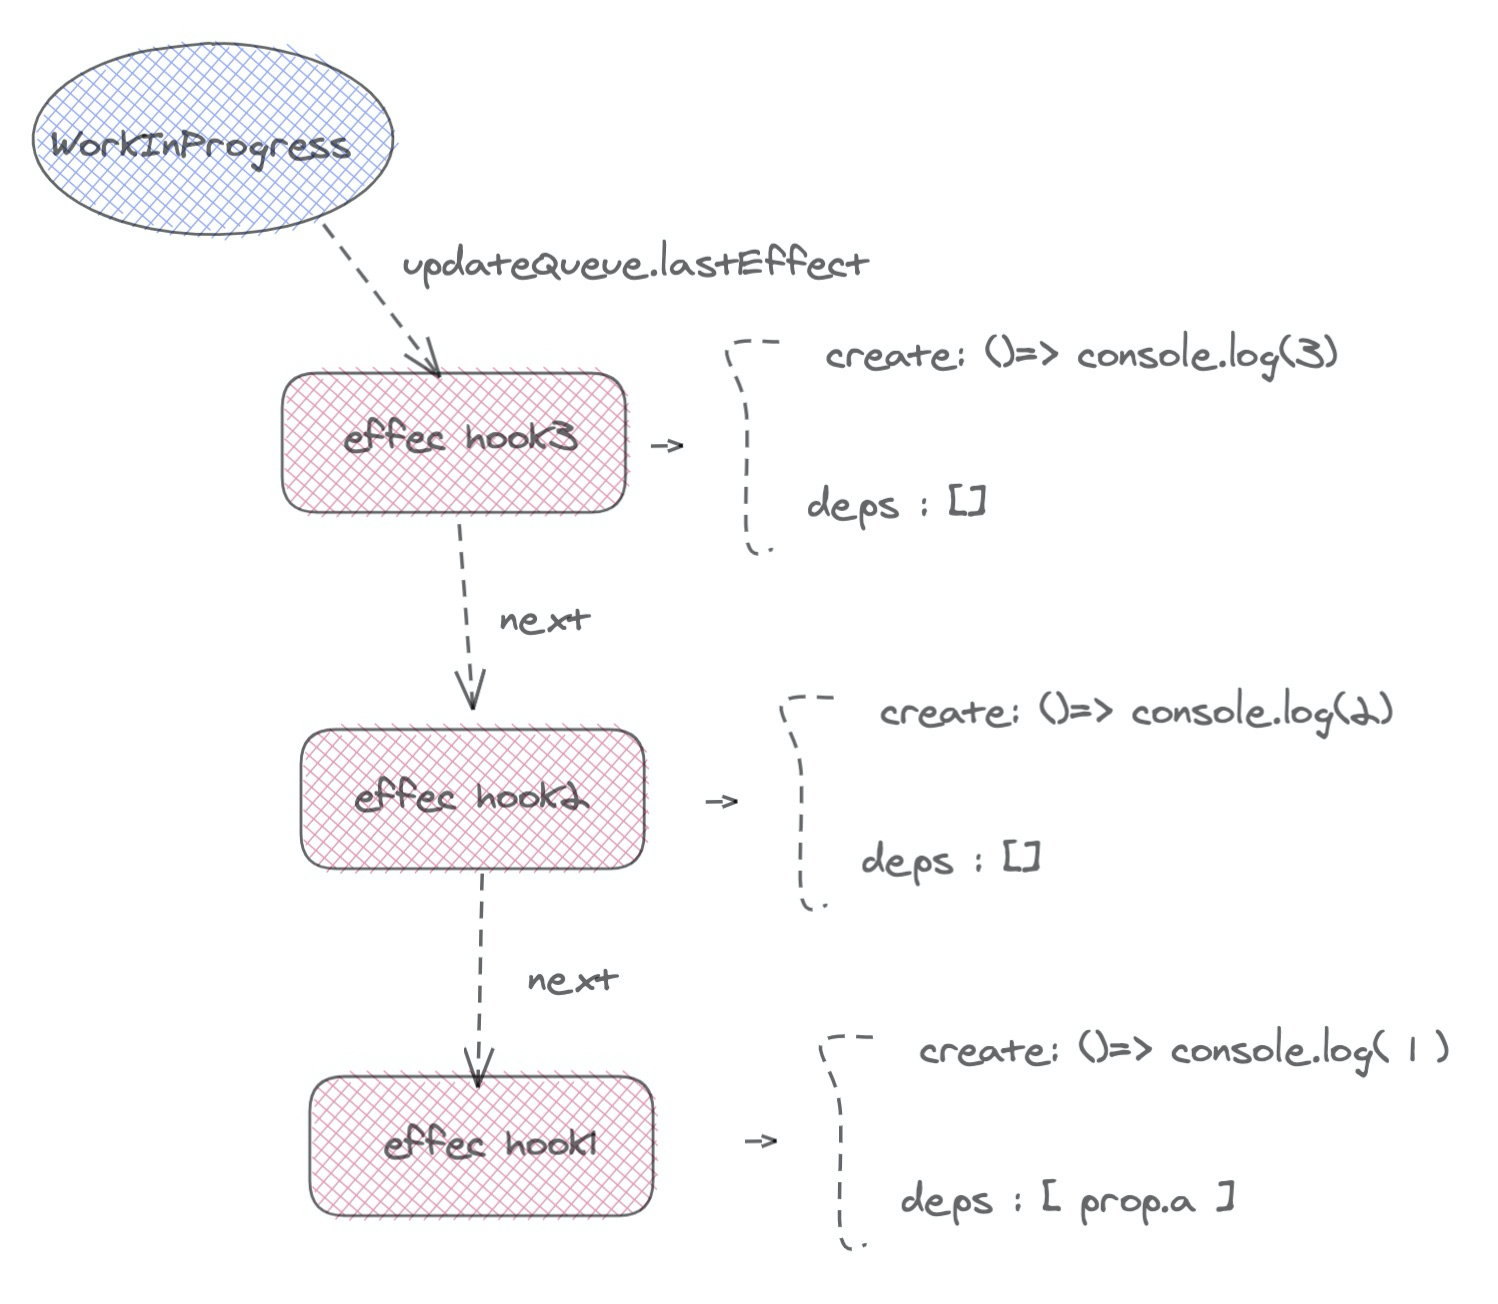 WorkInProgress
updateQueue.lastEffect
create: ()=> console.log(3)
effec hook3
deps : []
next
create: ()=> console.log(2)
effec hook2
deps : []
next
create: ()=> console.log( 1 )
effec hook1
deps : [ prop.a ]